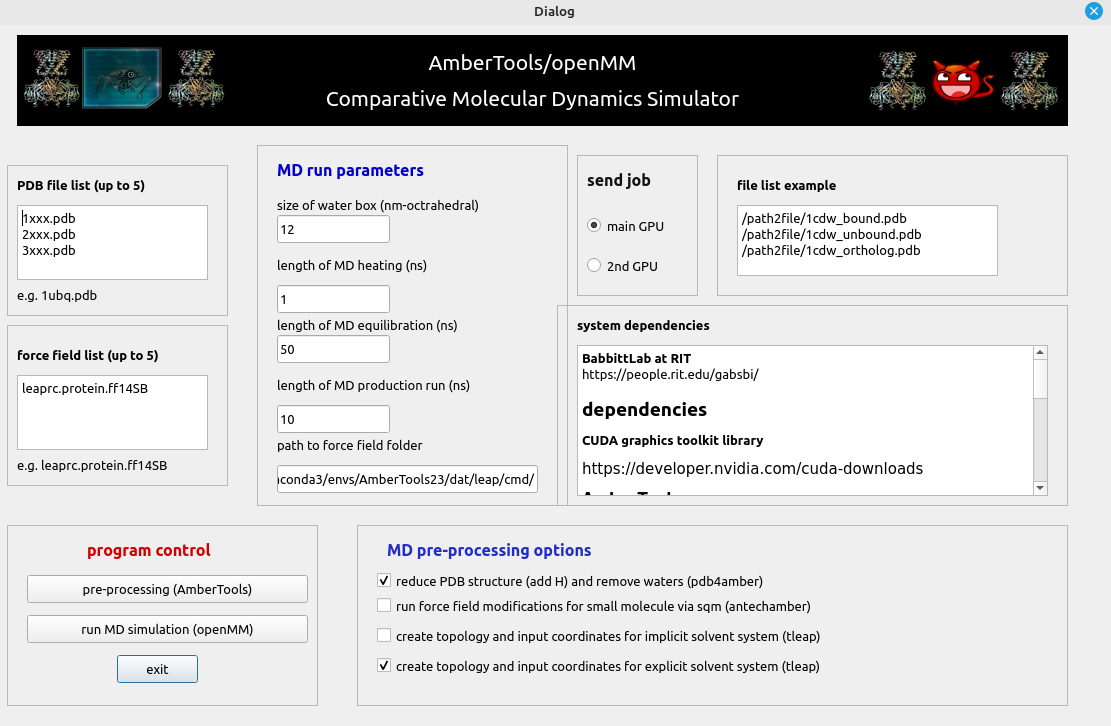 Dialog
AmberTools/openMM
Comparative Molecular Dynamics Simulator
PDB file list (up to 5)
1xxx.pdb
2xxx.pdb
3xxx.pdb
e.g. 1ubq.pdb
force field list (up to 5)
leaprc.protein.ff14SB
e.g. leaprc.protein.ff14SB
MD run parameters
size of water box (nm-octrahedral)
12
length of MD heating (ns)
1
length of MD equilibration (ns)
50
length of MD production run (ns)
10
path to force field folder
conda3/envs/AmberTools23/dat/leap/cmd/
send job
main GPU
2nd GPU
file list example
/path2file/1cdw_bound.pdb
/path2file/1cdw_unbound.pdb
/path2file/1cdw_ortholog.pdb
system dependencies
BabbittLab at RIT
https://people.rit.edu/gabsbi/
dependencies
CUDA graphics toolkit library
https://developer.nvidia.com/cuda-downloads
program control
pre-processing (AmberTools)
run MD simulation (openMM)
exit
MD pre-processing options
reduce PDB structure (add H) and remove waters (pdb4amber)
run force field modifications for small molecule via sqm (antechamber)
create topology and input coordinates for implicit solvent system (tleap)
create topology and input coordinates for explicit solvent system (tleap)